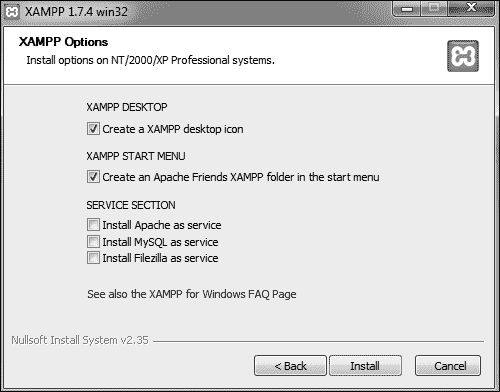 XAMPP 1.7.4 win32
XAMPP Options
Install options on NT/2000/XP Professional systems.
XAMPP DESKTOP
Create a XAMPP desktop icon
XAMPP START MENU
Create an Apache Friends XAMPP folder in the start menu
SERVICE SECTION
Install Apache as service
Install MySQL as service
Install Filezilla as service
See also the XAMPP for Windows FAQ Page
Nullsoft Install System v2.35
< Back
Install
Cancel